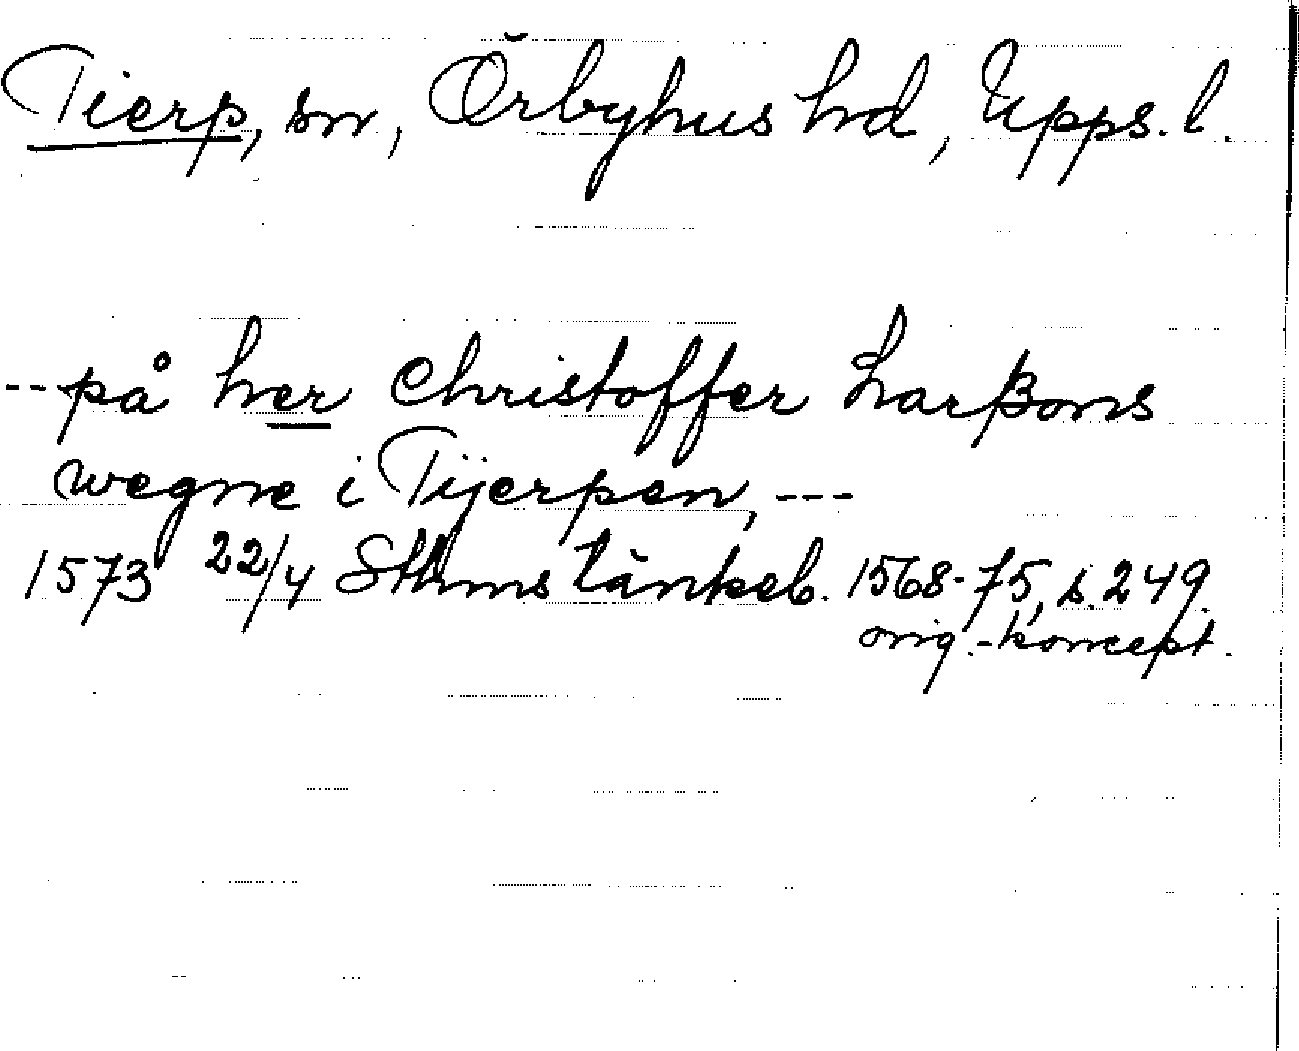 Tierp, sn, Örbyhus hd, Upps. l.
-- på her Christoffer Larßons
wegne i Tijerpen, ---
1573 22/4 Sthms tänkeb. 1568-75, s. 249.
orig.-koncept.